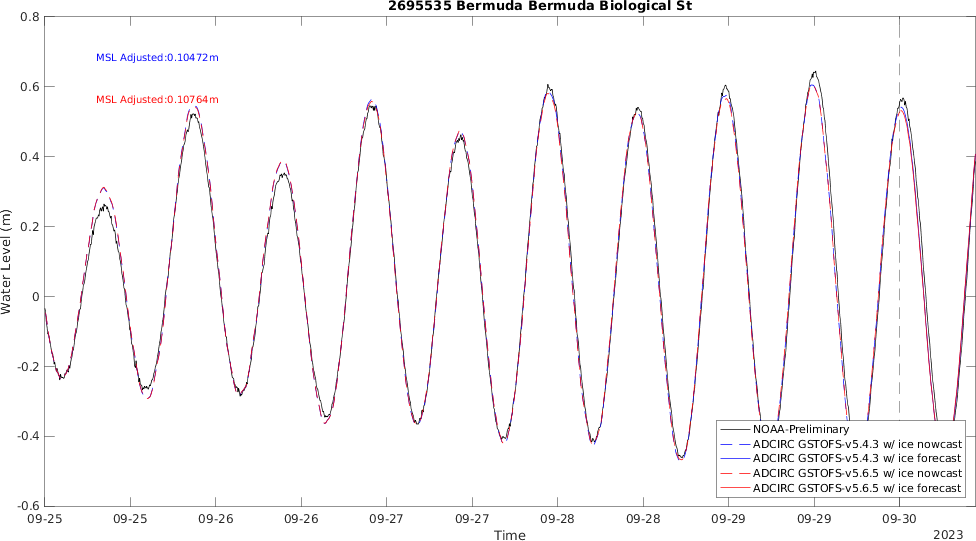 2695535 Bermuda Bermuda Biological St
0.8
MSL Adjusted:0.10472m
0.6
MSL Adjusted:0.10764m
0.4
0.2
Water Level (m)
0
-0.2
-0.4
-0.6
NOAA-Preliminary
ADCIRC GSTOFS-v5.4.3 w/ ice nowcast
ADCIRC GSTOFS-v5.4.3 w/ ice forecast
ADCIRC GSTOFS-v5.6.5 w/ ice nowcast
ADCIRC GSTOFS-v5.6.5 w/ ice forecast
09-25 09-25 09-26 09-26 09-27 09-27 09-28 09-28 09-29 09-29 09-30
Time
2023